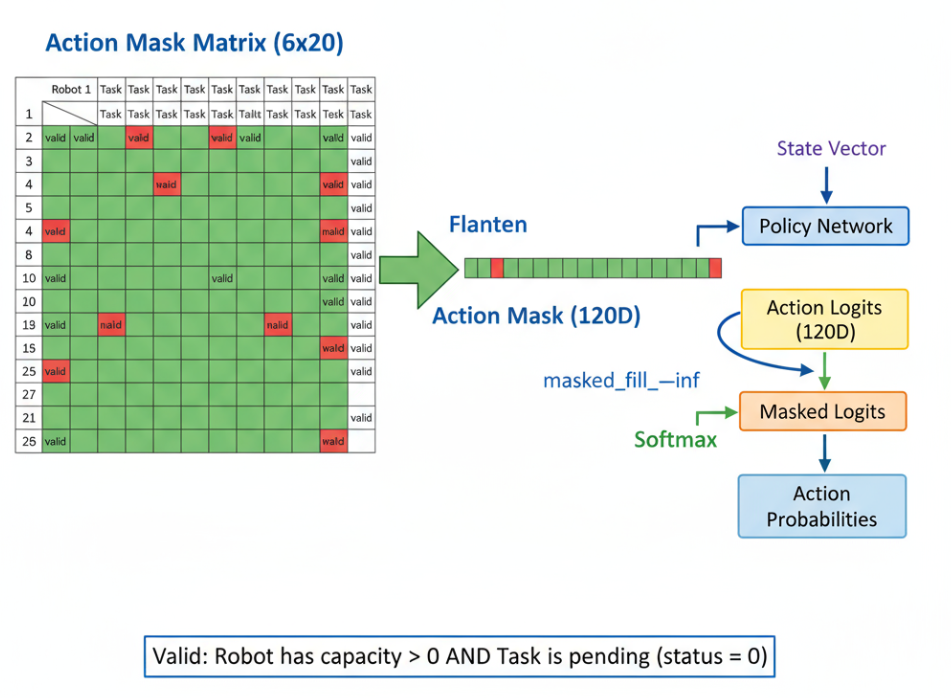 Action Mask Matrix (6x20)
Robot 1 Task Task Task Task Task Task Task Task Task Task
1 Task Task Task Task Task Taltt Task Task Tesk Task
2 valid valid valid valid valid valid valid
3 valid
4 waid valid valid
5 valid
4 valid malid valid
8 valid
10 valid valid valid valid
20 valid valid
19 valid naid nalid valid
15 walid valid
25 valid valid
27
21 valid
26 valid wald
Flanten
Action Mask (120D)
State Vector
Policy Network
Action Logits
(120D)
masked_fill_—inf
Masked Logits
Softmax
Action
Probabilities
Valid: Robot has capacity > 0 AND Task is pending (status = 0)